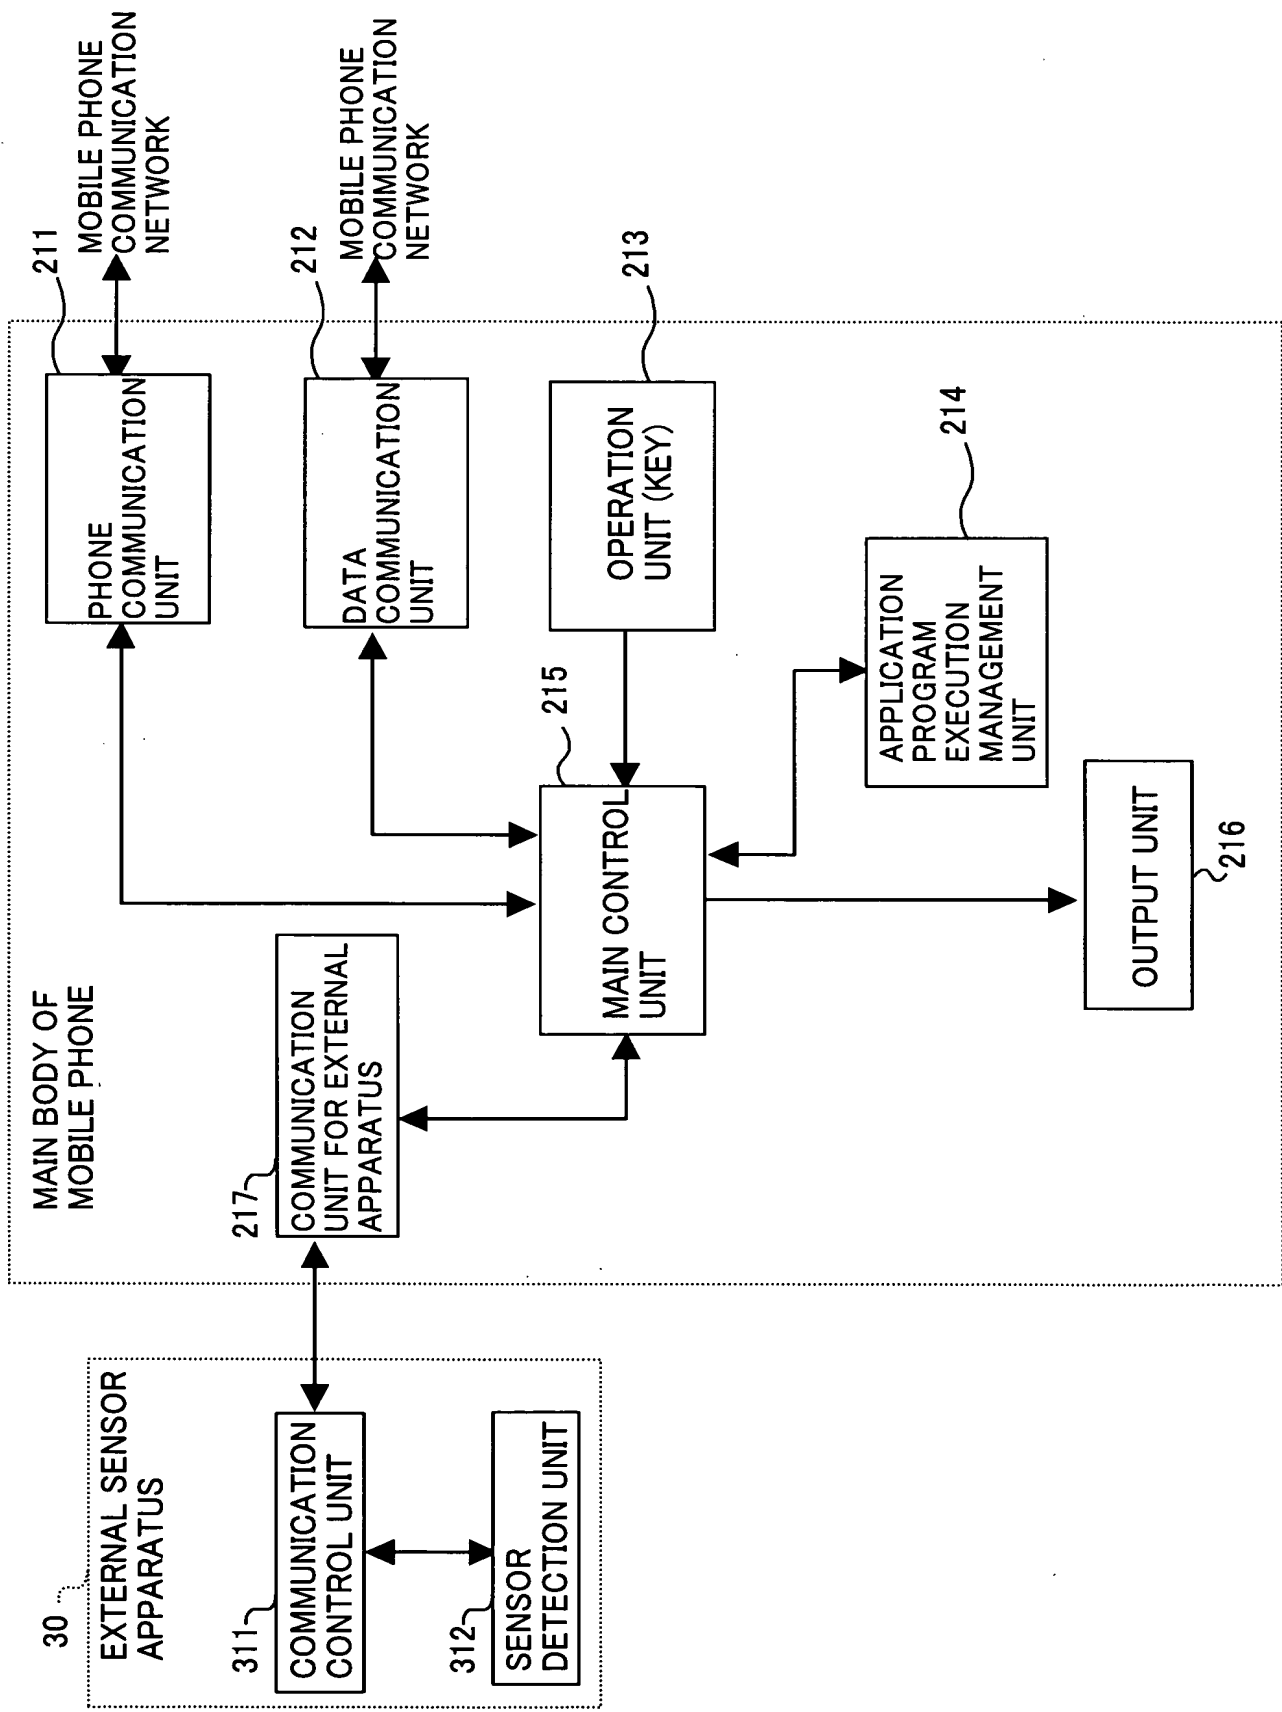 30
EXTERNAL SENSOR
APPARATUS
311
COMMUNICATION
CONTROL UNIT
312
SENSOR
DETECTION UNIT
MAIN BODY OF
MOBILE PHONE
217
COMMUNICATION
UNIT FOR EXTERNAL
APPARATUS
215
MAIN CONTROL
UNIT
211
PHONE
COMMUNICATION
UNIT
MOBILE PHONE
COMMUNICATION
NETWORK
212
DATA
COMMUNICATION
UNIT
MOBILE PHONE
COMMUNICATION
NETWORK
213
OPERATION
UNIT (KEY)
214
APPLICATION
PROGRAM
EXECUTION
MANAGEMENT
UNIT
OUTPUT UNIT
216